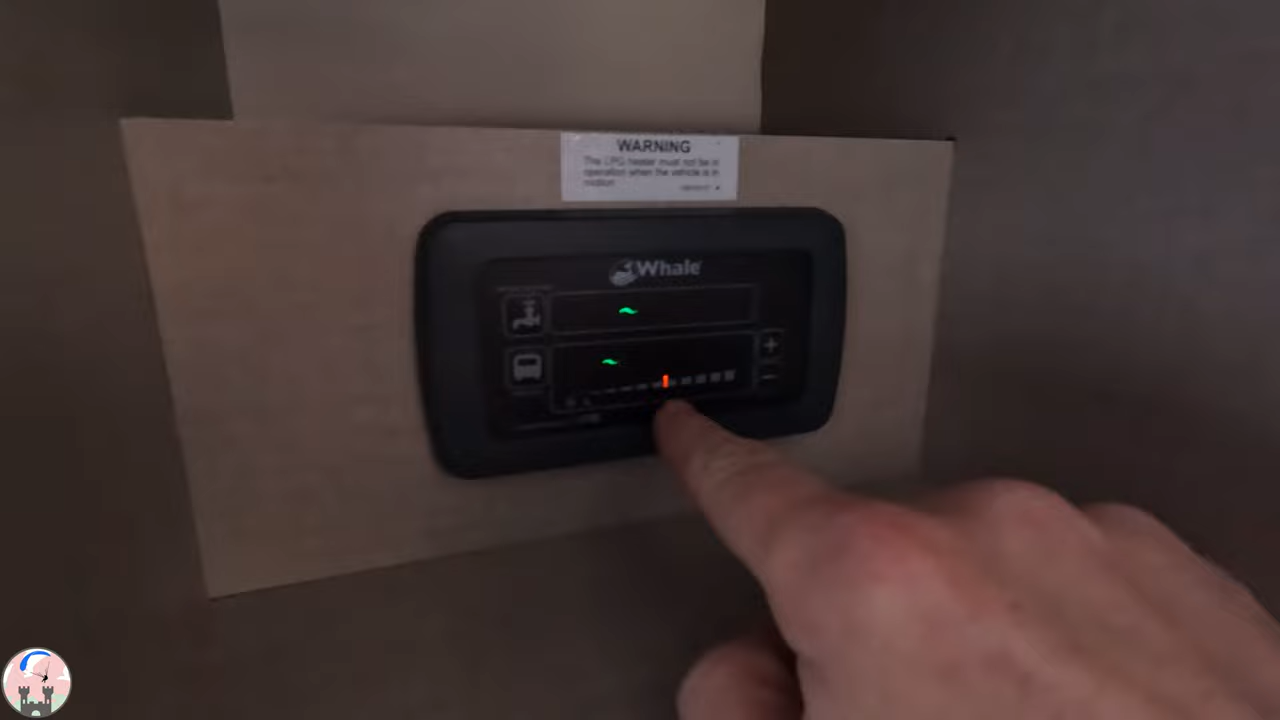 WARNING
The LPG heater must not be in
operation when the vehicle is in
motion
Whale
+
−